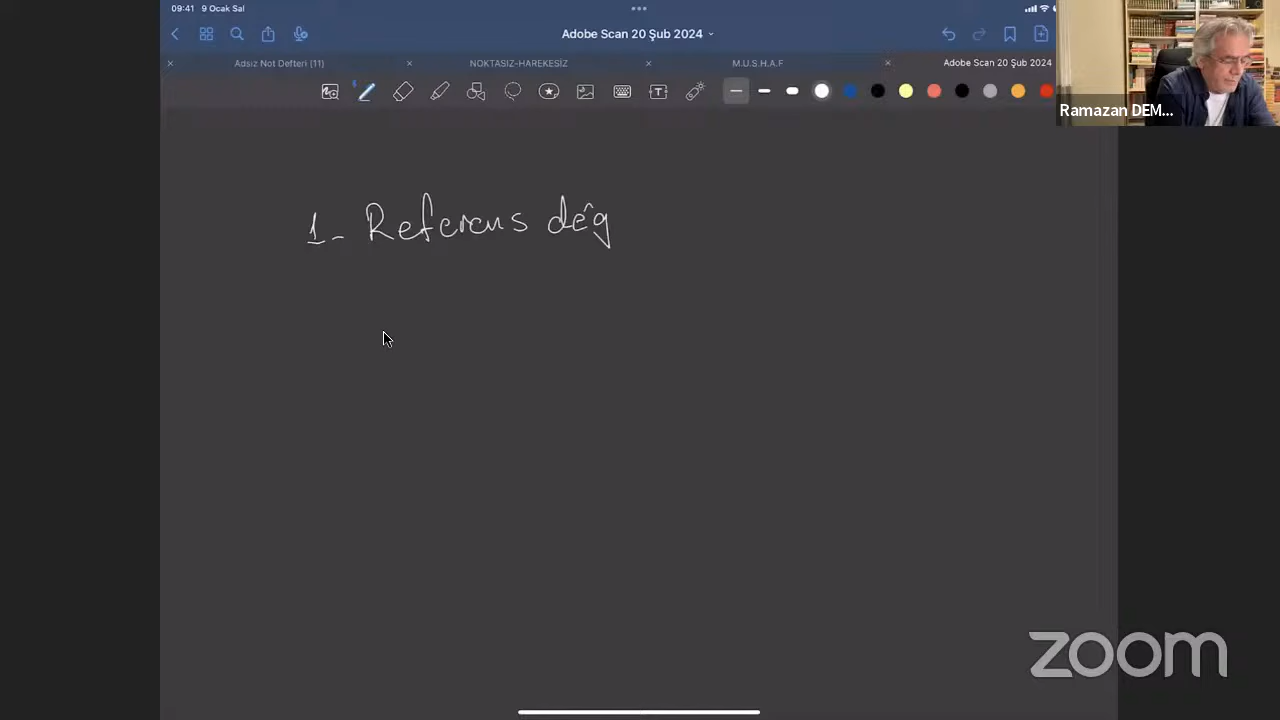 09:41 9 Ocak Sal
Adobe Scan 20 Şub 2024
Adsız Not Defteri (11)
NOKTASIZ-HAREKESİZ
M.U.S.H.A.F
Adobe Scan 20 Şub 2024
Ramazan DEM...
1- Referans değ
zoom